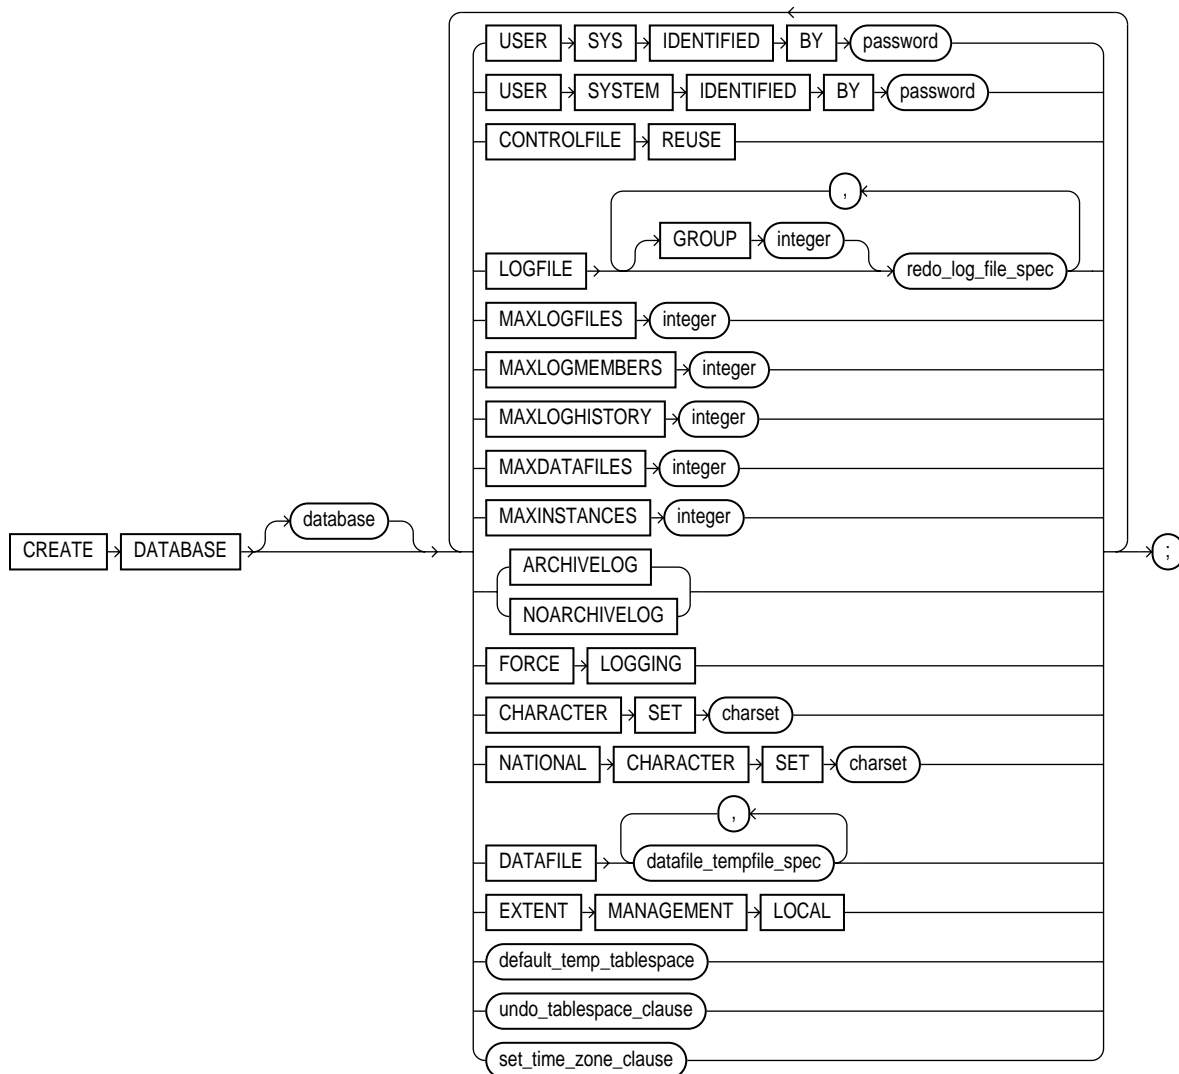 USER SYS IDENTIFIED BY password
USER SYSTEM IDENTIFIED BY password
CONTROLFILE REUSE
,
GROUP integer
LOGFILE redo_log_file_spec
MAXLOGFILES integer
MAXLOGMEMBERS integer
MAXLOGHISTORY integer
MAXDATAFILES integer
database
MAXINSTANCES integer
CREATE DATABASE ;
ARCHIVELOG
NOARCHIVELOG
FORCE LOGGING
CHARACTER SET charset
NATIONAL CHARACTER SET charset
,
DATAFILE datafile_tempfile_spec
EXTENT MANAGEMENT LOCAL
default_temp_tablespace
undo_tablespace_clause
set_time_zone_clause